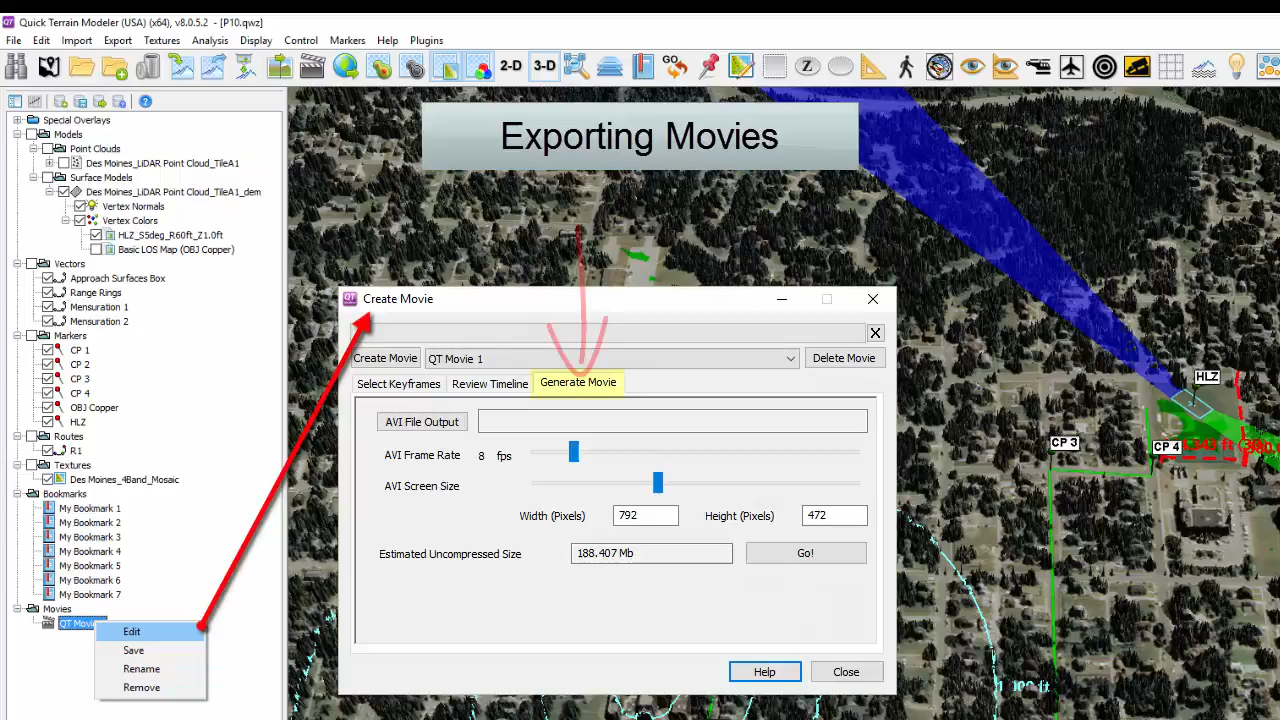 Quick Terrain Modeler (USA) (x64), v8.0.5.2 - [P10.qwz]
File Edit Import Export Textures Analysis Display Control Markers Help Plugins
2-D 3-D GO Z
Exporting Movies
Special Overlays
Models
Point Clouds
Des Moines_LiDAR Point Cloud_TileA1
Surface Models
Des Moines_LiDAR Point Cloud_TileA1_dem
Vertex Normals
Vertex Colors
HLZ_S5deg_R60ft_Z1.0ft
Basic LOS Map (OBJ Copper)
Vectors
Approach Surfaces Box
Range Rings
Mensuration 1
Mensuration 2
Markers
CP 1
CP 2
CP 3
CP 4
OBJ Copper
HLZ
Routes
R1
Textures
Des Moines_4Band_Mosaic
Bookmarks
My Bookmark 1
My Bookmark 2
My Bookmark 3
My Bookmark 4
My Bookmark 5
My Bookmark 6
My Bookmark 7
Movies
QT Movie
Edit
Save
Rename
Remove
Create Movie
Create Movie QT Movie 1 Delete Movie
Select Keyframes Review Timeline Generate Movie
AVI File Output
AVI Frame Rate 8 fps
AVI Screen Size
Width (Pixels) 792 Height (Pixels) 472
Estimated Uncompressed Size 188.407 Mb Go!
Help Close
HLZ
CP 3
CP 4